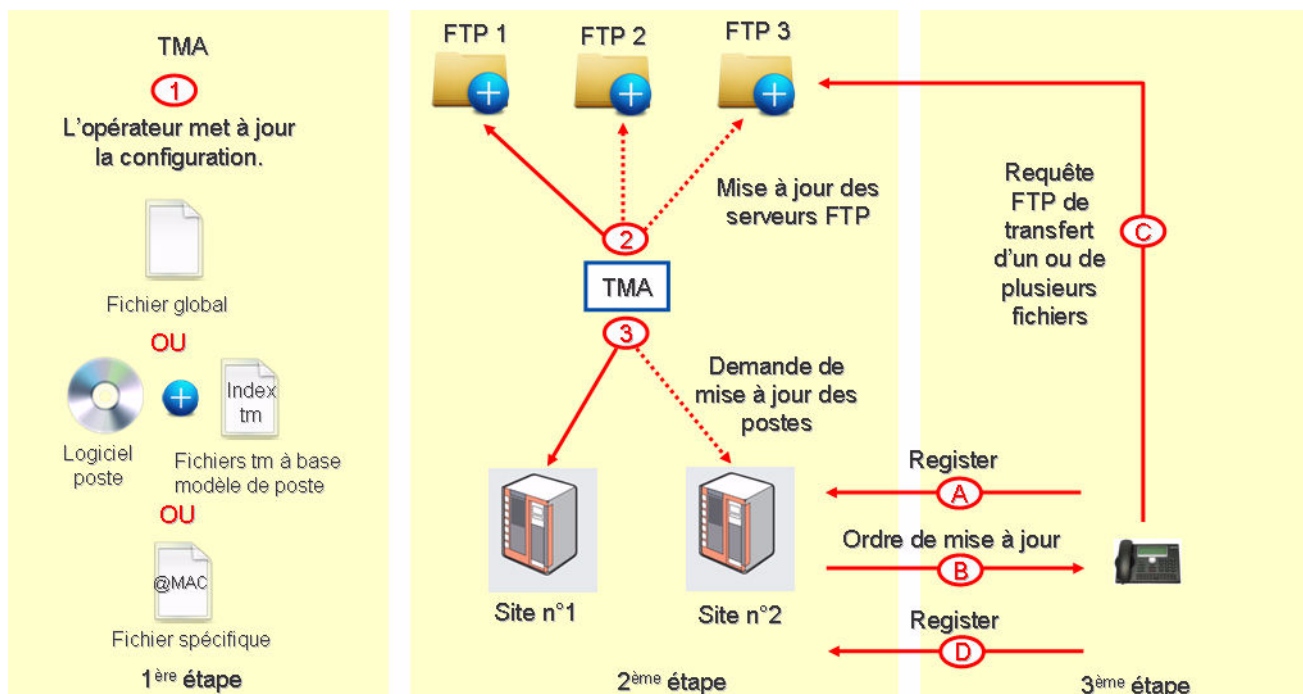 TMA
1
L'opérateur met à jour
la configuration.
Fichier global
OU
Index
tm
Logiciel
poste
Fichiers tm à base
modèle de poste
OU
@MAC
Fichier spécifique
1ère étape
FTP 1
FTP 2
FTP 3
Mise à jour des
serveurs FTP
2
TMA
3
Demande de
mise à jour des
postes
Site n°1
Site n°2
2ème étape
Requête
FTP de
transfert
d'un ou de
plusieurs
fichiers
C
Register
A
Ordre de mise à jour
B
Register
D
3ème étape